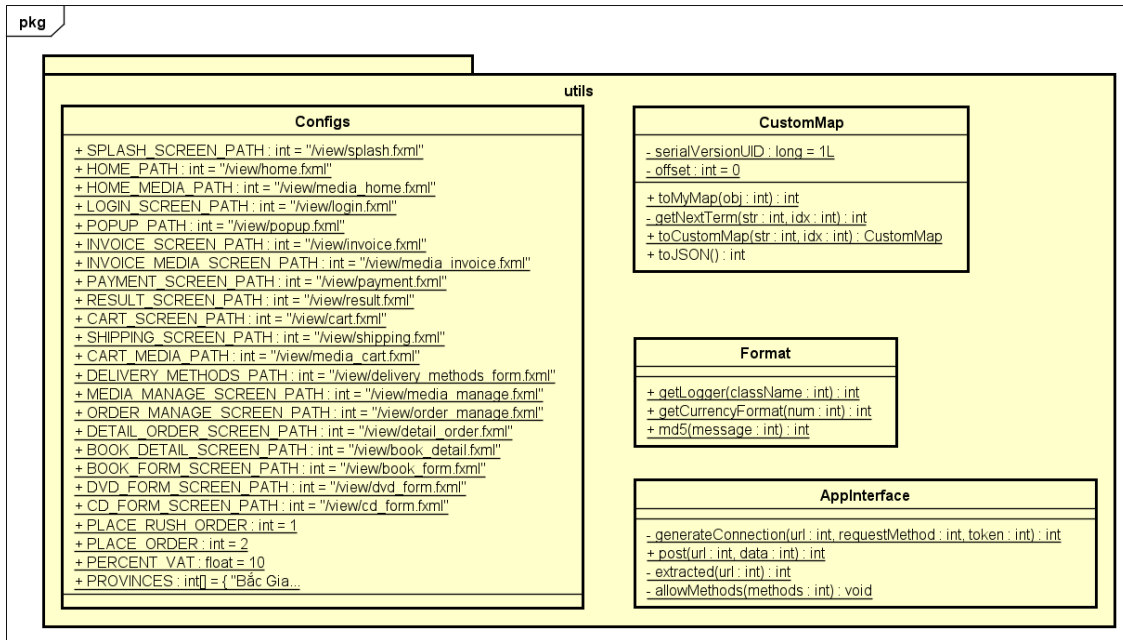 pkg
utils
Configs
+ SPLASH_SCREEN_PATH : int = "/view/splash.fxml"
+ HOME_PATH : int = "/view/home.fxml"
+ HOME_MEDIA_PATH : int = "/view/media_home.fxml"
+ LOGIN_SCREEN_PATH : int = "/view/login.fxml"
+ POPUP_PATH : int = "/view/popup.fxml"
+ INVOICE_SCREEN_PATH : int = "/view/invoice.fxml"
+ INVOICE_MEDIA_SCREEN_PATH : int = "/view/media_invoice.fxml"
+ PAYMENT_SCREEN_PATH : int = "/view/payment.fxml"
+ RESULT_SCREEN_PATH : int = "/view/result.fxml"
+ CART_SCREEN_PATH : int = "/view/cart.fxml"
+ SHIPPING_SCREEN_PATH : int = "/view/shipping.fxml"
+ CART_MEDIA_PATH : int = "/view/media_cart.fxml"
+ DELIVERY_METHODS_PATH : int = "/view/delivery_methods_form.fxml"
+ MEDIA_MANAGE_SCREEN_PATH : int = "/view/media_manage.fxml"
+ ORDER_MANAGE_SCREEN_PATH : int = "/view/order_manage.fxml"
+ DETAIL_ORDER_SCREEN_PATH : int = "/view/detail_order.fxml"
+ BOOK_DETAIL_SCREEN_PATH : int = "/view/book_detail.fxml"
+ BOOK_FORM_SCREEN_PATH : int = "/view/book_form.fxml"
+ DVD_FORM_SCREEN_PATH : int = "/view/dvd_form.fxml"
+ CD_FORM_SCREEN_PATH : int = "/view/cd_form.fxml"
+ PLACE_RUSH_ORDER : int = 1
+ PLACE_ORDER : int = 2
+ PERCENT_VAT : float = 10
+ PROVINCES : int[] = { "Bắc Gia...
CustomMap
- serialVersionUID : long = 1L
- offset : int = 0
+ toMyMap(obj : int) : int
- getNextTerm(str : int, idx : int) : int
+ toCustomMap(str : int, idx : int) : CustomMap
+ toJSON() : int
Format
+ getLogger(className : int) : int
+ getCurrencyFormat(num : int) : int
+ md5(message : int) : int
AppInterface
- generateConnection(url : int, requestMethod : int, token : int) : int
+ post(url : int, data : int) : int
- extracted(url : int) : int
- allowMethods(methods : int) : void